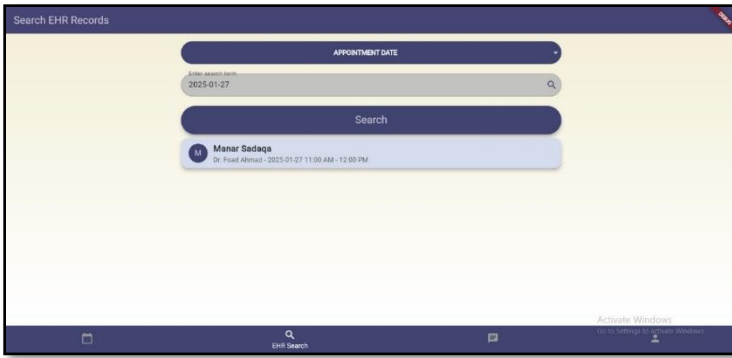 Search EHR Records
DEBUG
APPOINTMENT DATE
Enter search term
2025-01-27
Search
M
Manar Sadaqa
Dr. Foad Ahmad - 2025-01-27 11:00 AM - 12:00 PM
Activate Windows
Go to Settings to activate Windows.
EHR Search